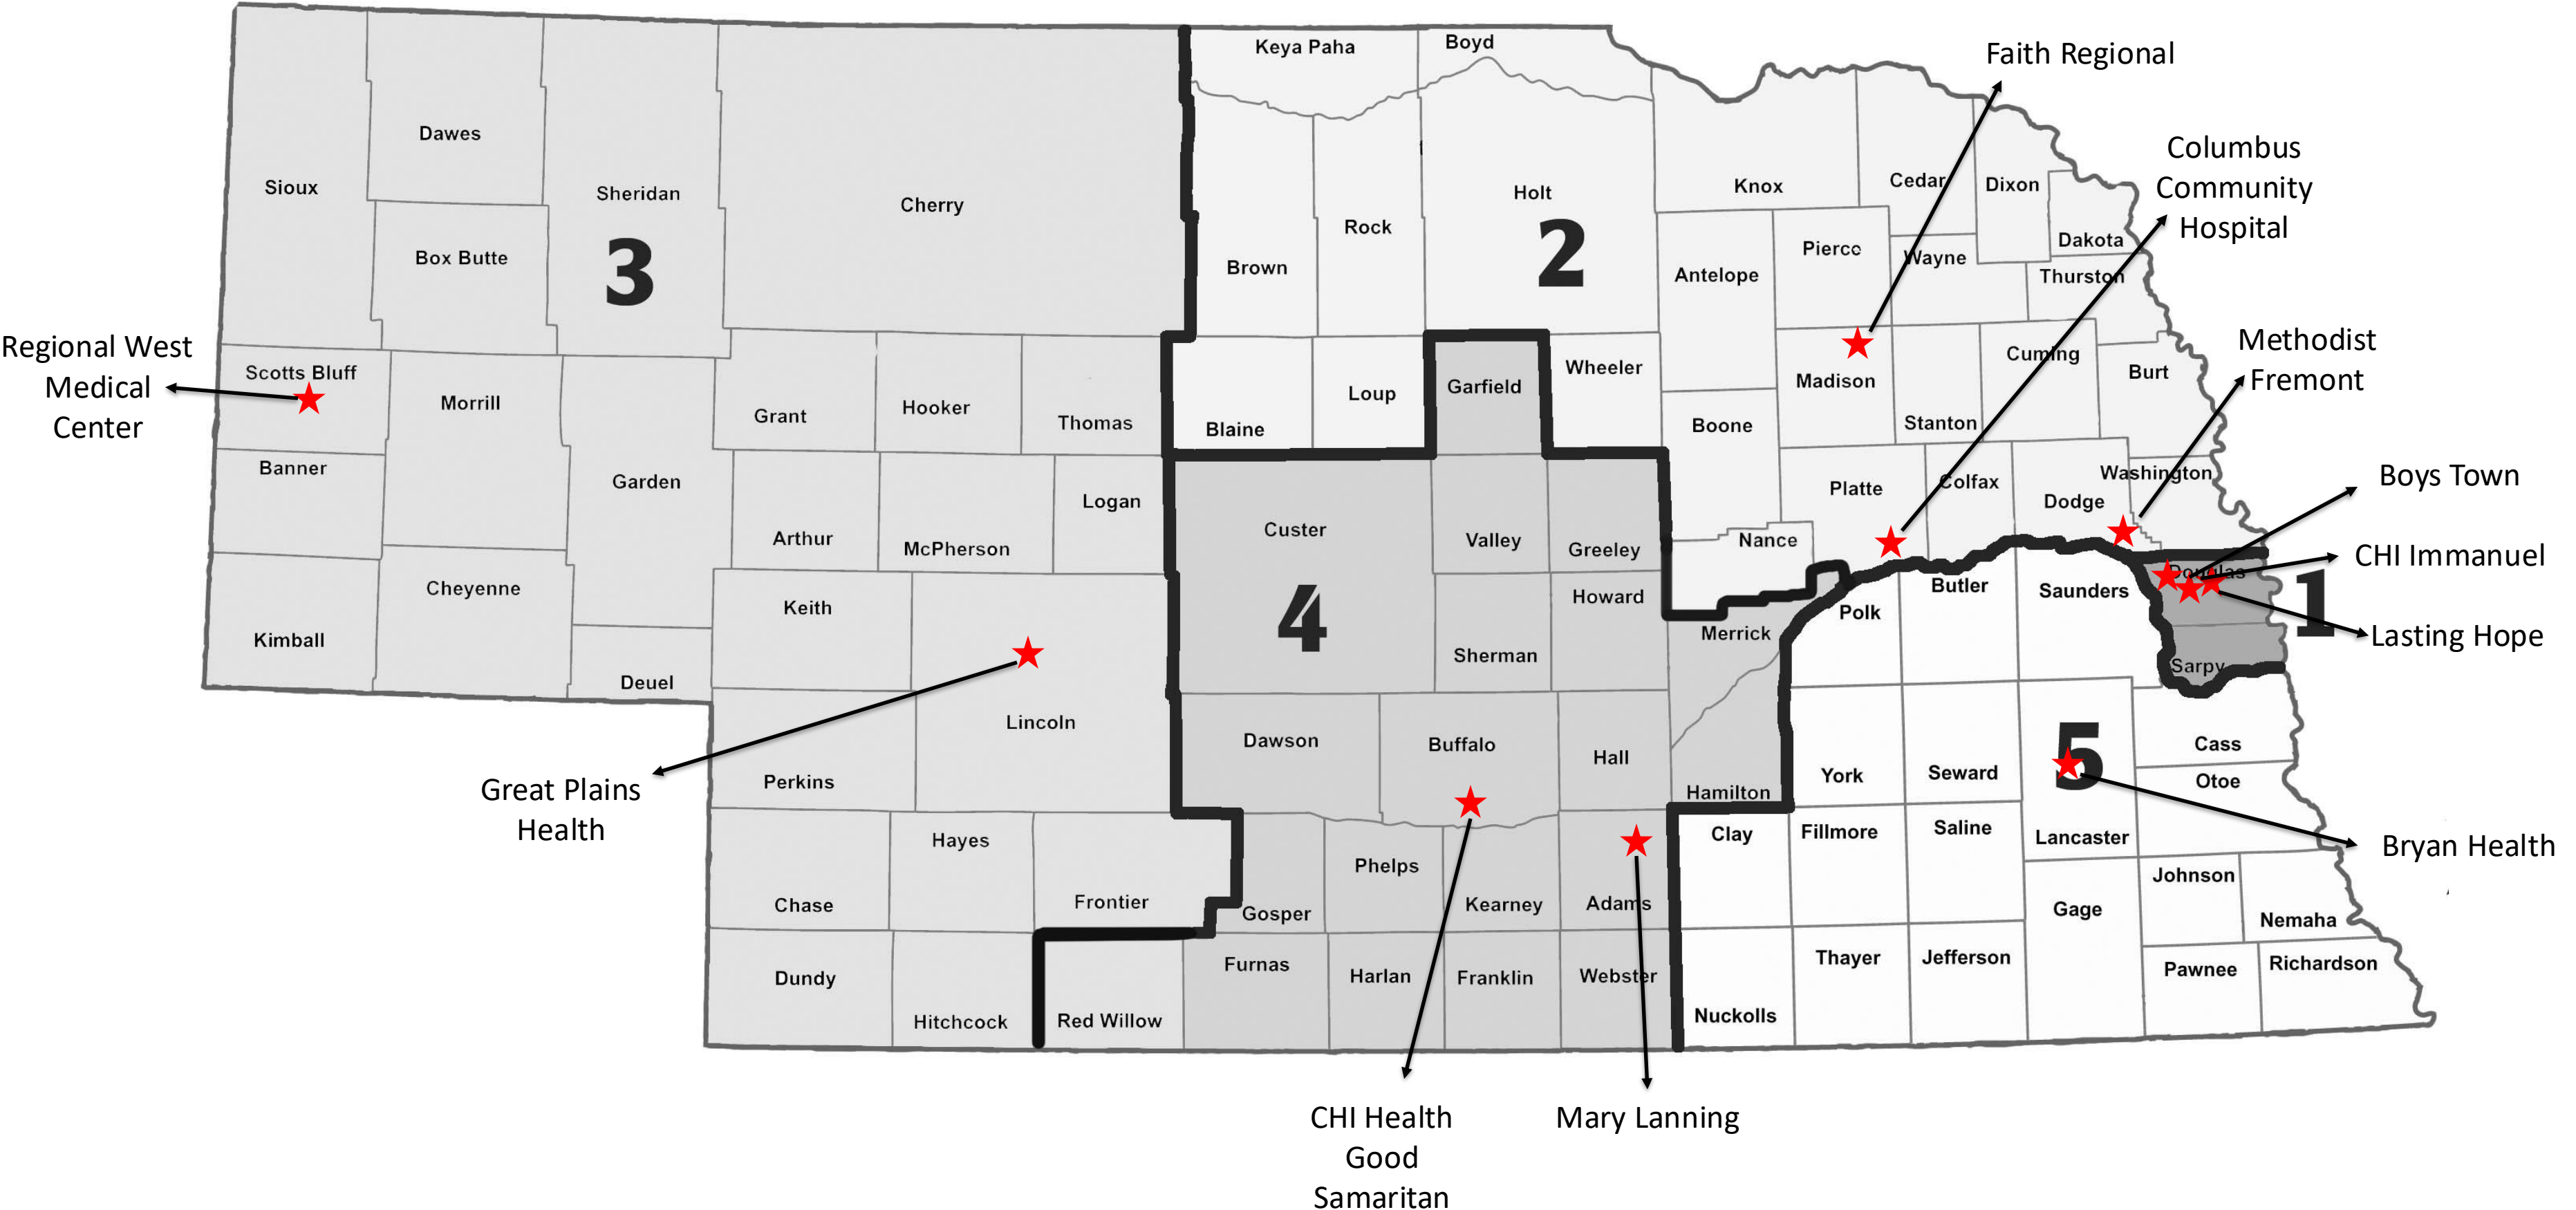 Keya Paha
Boyd
Faith Regional
Columbus
Community
Hospital
Dawes
Sioux
Sheridan
Cherry
Holt
Knox
Cedar
Dixon
Rock
Box Butte
3
2
Brown
Antelope
Pierce
Wayne
Dakota
Thurston
Regional West
Medical
Center
Scotts Bluff
Morrill
Grant
Hooker
Thomas
Blaine
Loup
Garfield
Wheeler
Boone
Madison
Stanton
Cuming
Burt
Methodist
Fremont
Banner
Garden
Arthur
McPherson
Logan
Custer
Valley
Greeley
Nance
Platte
Colfax
Dodge
Washington
Boys Town
CHI Immanuel
Douglas
1
Lasting Hope
Kimball
Cheyenne
Deuel
Keith
Lincoln
4
Sherman
Howard
Merrick
Polk
Butler
Saunders
Sarpy
Great Plains
Health
Perkins
Dawson
Buffalo
Hall
Hamilton
York
Seward
5
Lancaster
Cass
Otoe
Bryan Health
Chase
Hayes
Frontier
Gosper
Phelps
Kearney
Adams
Clay
Fillmore
Saline
Gage
Johnson
Nemaha
Dundy
Hitchcock
Red Willow
Furnas
Harlan
Franklin
Webster
Nuckolls
Thayer
Jefferson
Pawnee
Richardson
CHI Health
Good
Samaritan
Mary Lanning